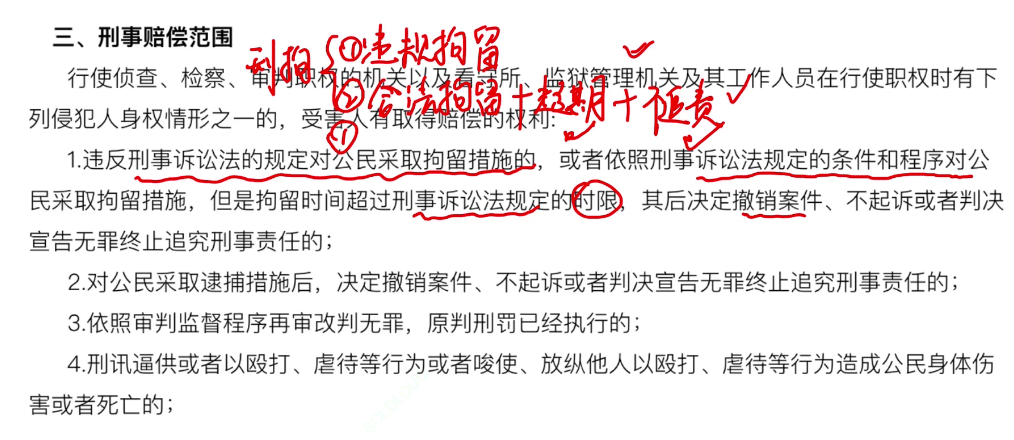 三、刑事赔偿范围
刑拘 { ①违规拘留 ✓
②合法拘留+超期+不追责 ✓
行使侦查、检察、审判职权的机关以及看守所、监狱管理机关及其工作人员在行使职权时有下
列侵犯人身权情形之一的，受害人有取得赔偿的权利:
①
1.违反刑事诉讼法的规定对公民采取拘留措施的，或者依照刑事诉讼法规定的条件和程序对公
民采取拘留措施，但是拘留时间超过刑事诉讼法规定的时限，其后决定撤销案件、不起诉或者判决
宣告无罪终止追究刑事责任的；
2.对公民采取逮捕措施后，决定撤销案件、不起诉或者判决宣告无罪终止追究刑事责任的；
3.依照审判监督程序再审改判无罪，原判刑罚已经执行的；
4.刑讯逼供或者以殴打、虐待等行为或者唆使、放纵他人以殴打、虐待等行为造成公民身体伤
害或者死亡的；